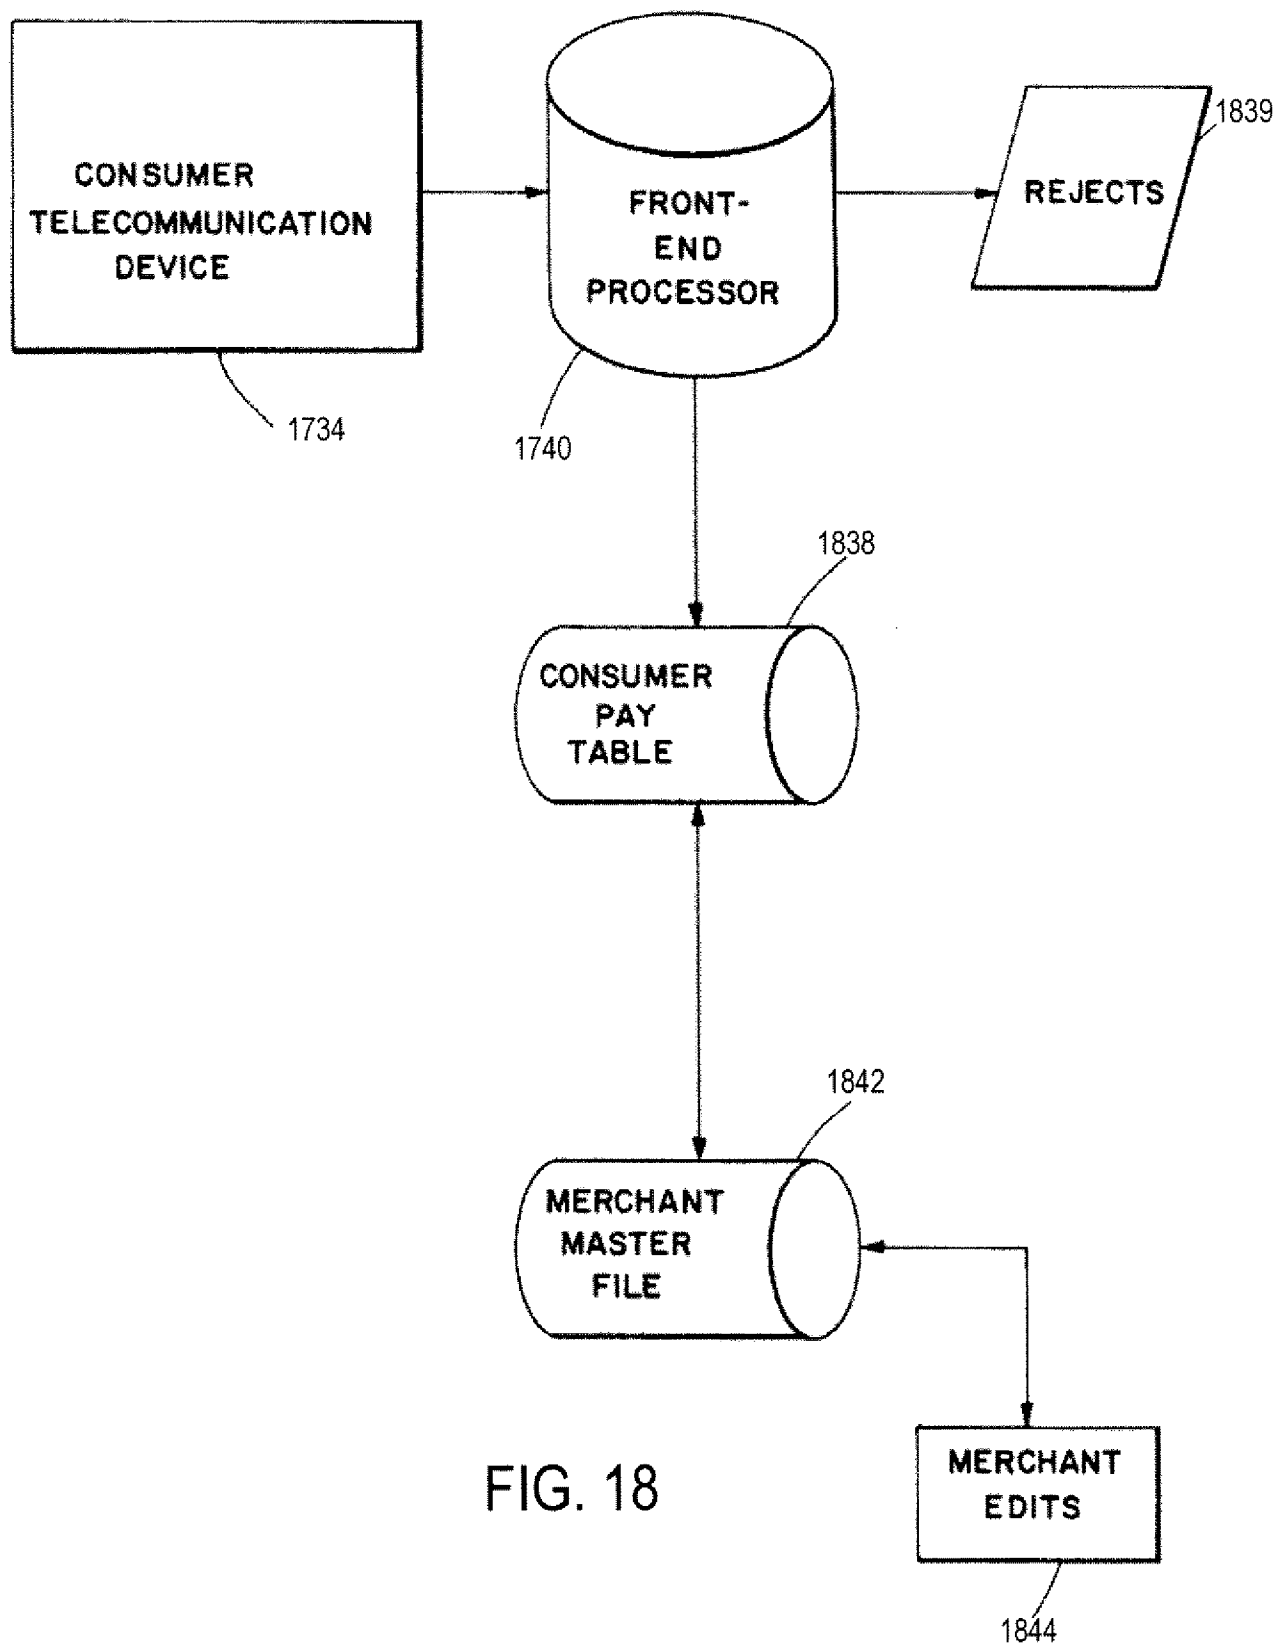 CONSUMER
TELECOMMUNICATION
DEVICE
1734
FRONT-
END
PROCESSOR
1740
REJECTS
1839
1838
CONSUMER
PAY
TABLE
1842
MERCHANT
MASTER
FILE
MERCHANT
EDITS
1844
FIG. 18